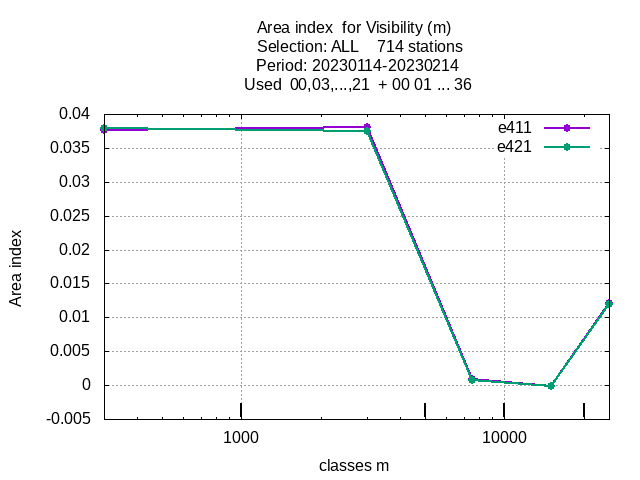 Area index  for Visibility (m)
Selection: ALL    714 stations
Period: 20230114-20230214
Used  00,03,...,21  + 00 01 ... 36
0.04
0.035
0.03
0.025
0.02
0.015
0.01
0.005
0
-0.005
Area index
e411
e421
1000
10000
classes m